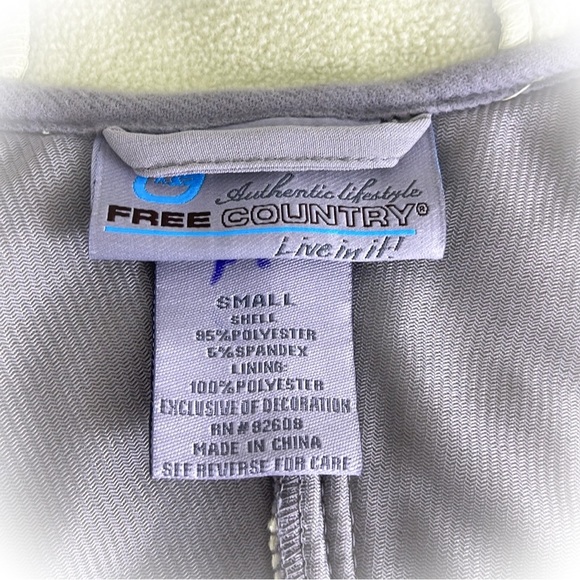 Authentic lifestyle
FREE COUNTRY®
Live in it!
SMALL
SHELL
95%POLYESTER
5%SPANDEX
LINING:
100%POLYESTER
EXCLUSIVE OF DECORATION
RN#82608
MADE IN CHINA
SEE REVERSE FOR CARE